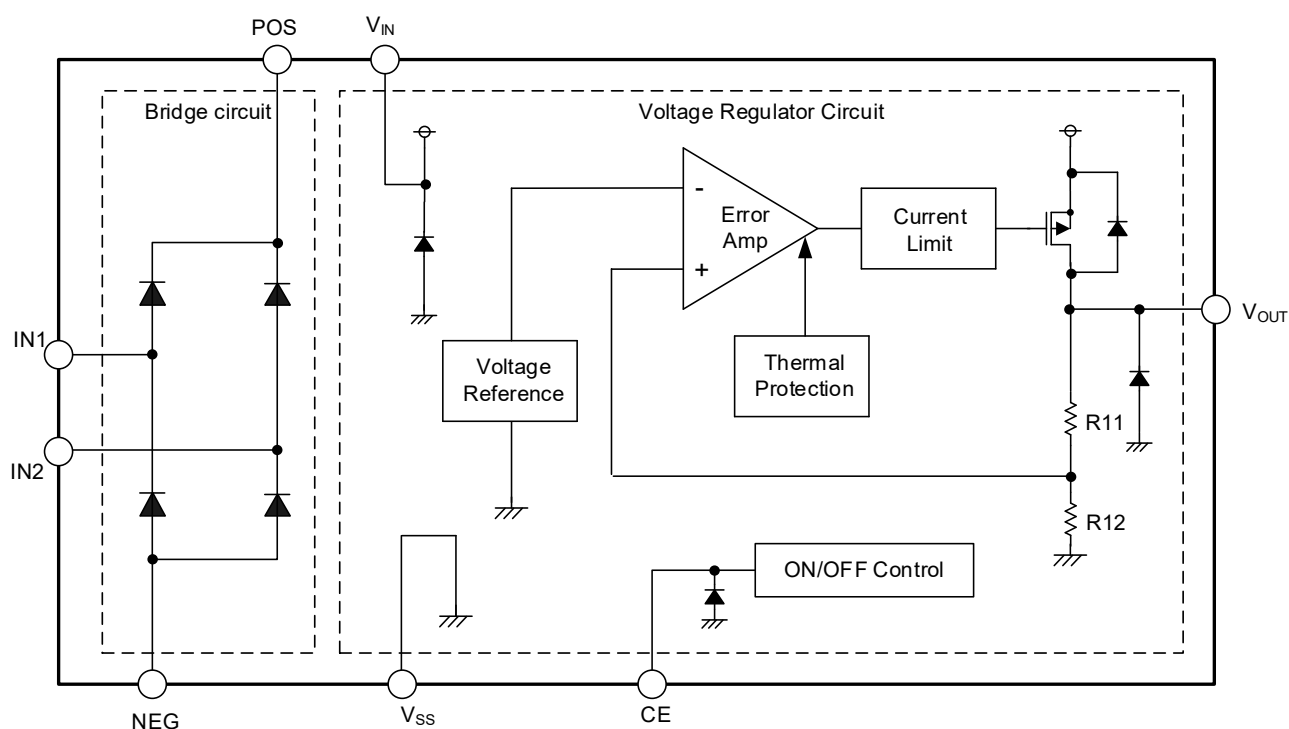 POS
VIN
Bridge circuit
Voltage Regulator Circuit
-
Error
Amp
+
Current
Limit
IN1
VOUT
Voltage
Reference
Thermal
Protection
R11
IN2
R12
ON/OFF Control
NEG
VSS
CE